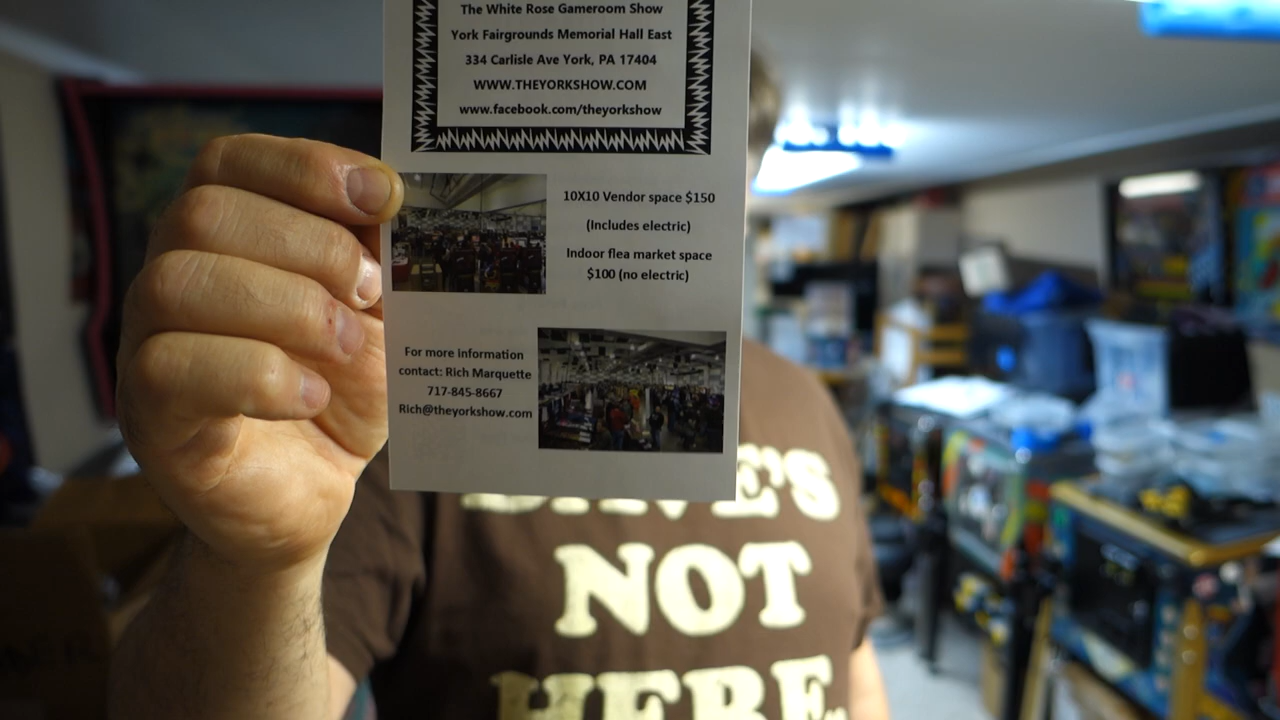 The White Rose Gameroom Show
York Fairgrounds Memorial Hall East
334 Carlisle Ave York, PA 17404
WWW.THEYORKSHOW.COM
www.facebook.com/theyorkshow
10X10 Vendor space $150
(Includes electric)
Indoor flea market space
$100 (no electric)
For more information
contact: Rich Marquette
717-845-8667
Rich@theyorkshow.com
DAVE'S
NOT
HERE